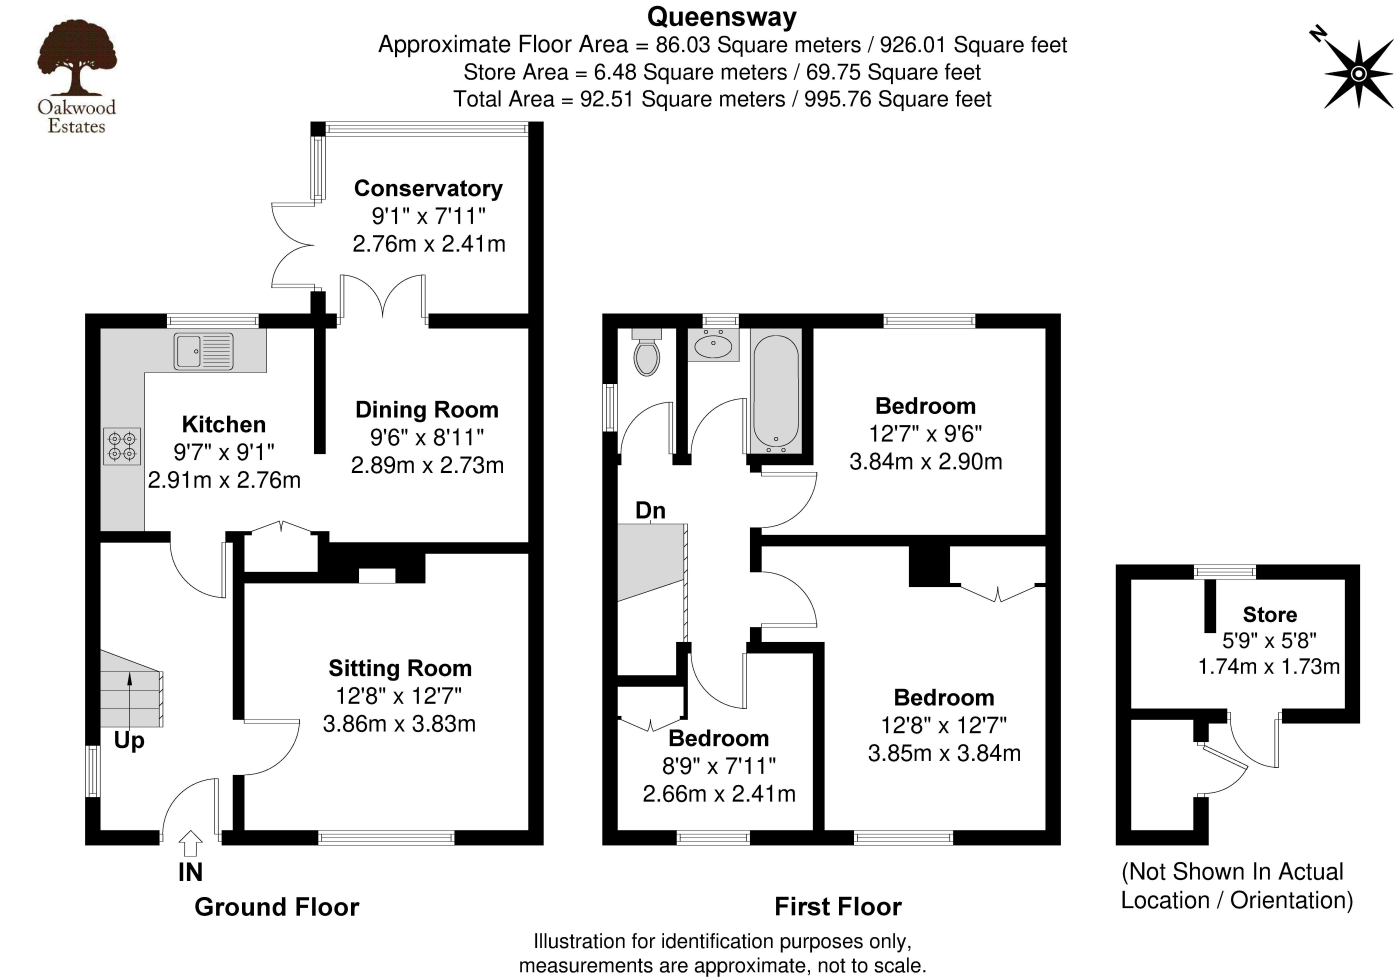 Queensway
Approximate Floor Area = 86.03 Square meters / 926.01 Square feet
Store Area = 6.48 Square meters / 69.75 Square feet
Total Area = 92.51 Square meters / 995.76 Square feet
Oakwood
Estates
N
Conservatory
9'1" x 7'11"
2.76m x 2.41m
Kitchen
9'7" x 9'1"
2.91m x 2.76m
Dining Room
9'6" x 8'11"
2.89m x 2.73m
Sitting Room
12'8" x 12'7"
3.86m x 3.83m
Up
IN
Ground Floor
Bedroom
12'7" x 9'6"
3.84m x 2.90m
Dn
Bedroom
12'8" x 12'7"
3.85m x 3.84m
Bedroom
8'9" x 7'11"
2.66m x 2.41m
First Floor
Store
5'9" x 5'8"
1.74m x 1.73m
(Not Shown In Actual
Location / Orientation)
Illustration for identification purposes only,
measurements are approximate, not to scale.